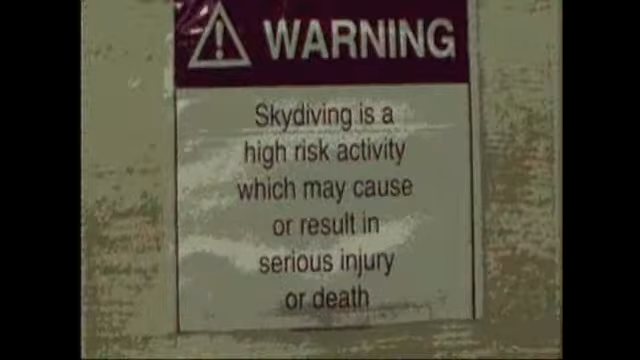 WARNING
Skydiving is a
high risk activity
which may cause
or result in
serious injury
or death